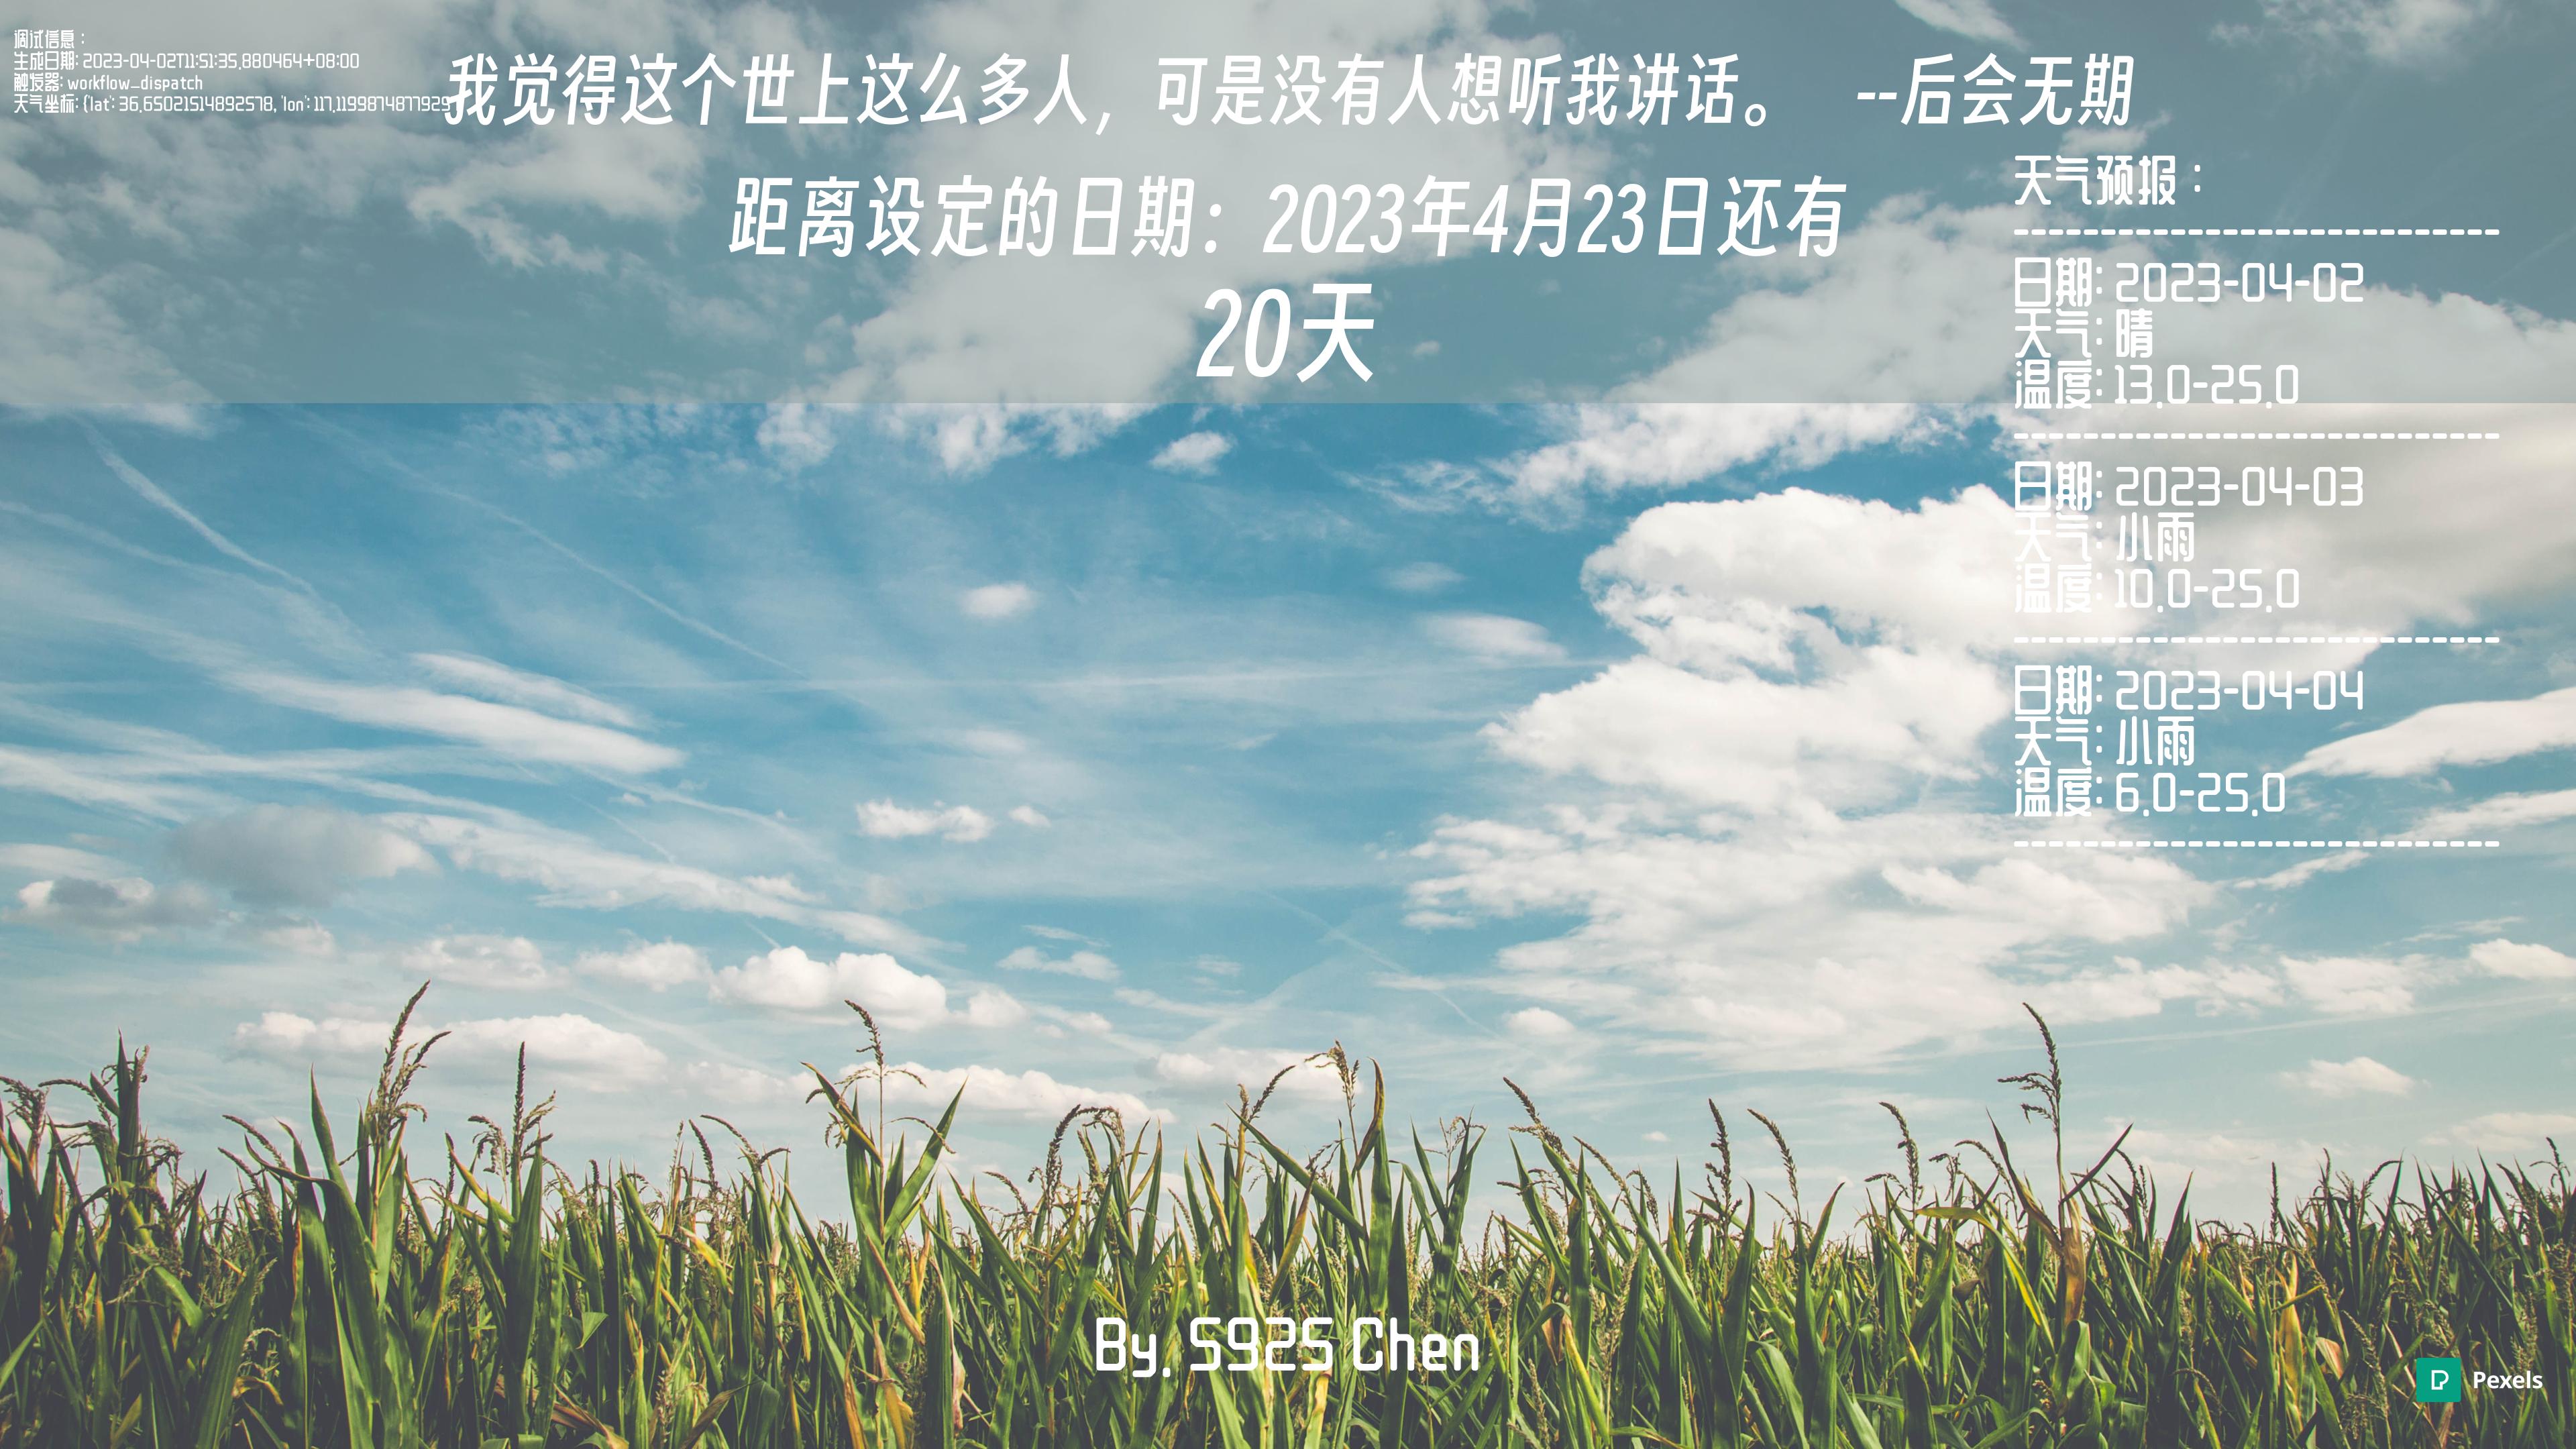 调试信息：
生成日期: 2023-04-02T11:51:35.880464+08:00
触发器: workflow_dispatch
天气坐标: {'lat': 36.65021514892578, 'lon': 117.1199874877929
我觉得这个世上这么多人，可是没有人想听我讲话。 --后会无期
距离设定的日期：2023年4月23日还有
20天
天气预报：
----------------------------
日期: 2023-04-02
天气: 晴
温度: 13.0-25.0
----------------------------
日期: 2023-04-03
天气: 小雨
温度: 10.0-25.0
----------------------------
日期: 2023-04-04
天气: 小雨
温度: 6.0-25.0
----------------------------
By. S925 Chen
Pexels